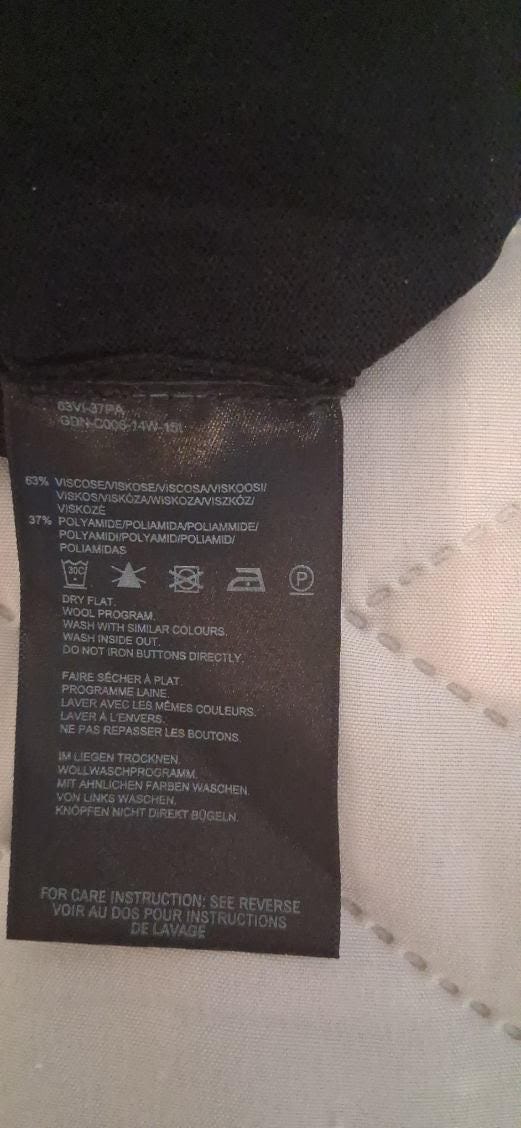 63VI-37PA
GDN-C006-14W-15I
63% VISCOSE/VISKOSE/VISCOSA/VISKOOSI/
VISKOS/VISKÓZA/WISKOZA/VISZKÓZ/
VISKOZĖ
37% POLYAMIDE/POLIAMIDA/POLIAMMIDE/
POLYAMIDI/POLYAMID/POLIAMID/
POLIAMIDAS
30C P
DRY FLAT.
WOOL PROGRAM.
WASH WITH SIMILAR COLOURS.
WASH INSIDE OUT.
DO NOT IRON BUTTONS DIRECTLY.
FAIRE SÉCHER À PLAT.
PROGRAMME LAINE.
LAVER AVEC LES MÊMES COULEURS.
LAVER À L'ENVERS.
NE PAS REPASSER LES BOUTONS.
IM LIEGEN TROCKNEN.
WOLLWASCHPROGRAMM.
MIT AHNLICHEN FARBEN WASCHEN.
VON LINKS WASCHEN.
KNÖPFEN NICHT DIREKT BÜGELN.
FOR CARE INSTRUCTION: SEE REVERSE
VOIR AU DOS POUR INSTRUCTIONS
DE LAVAGE